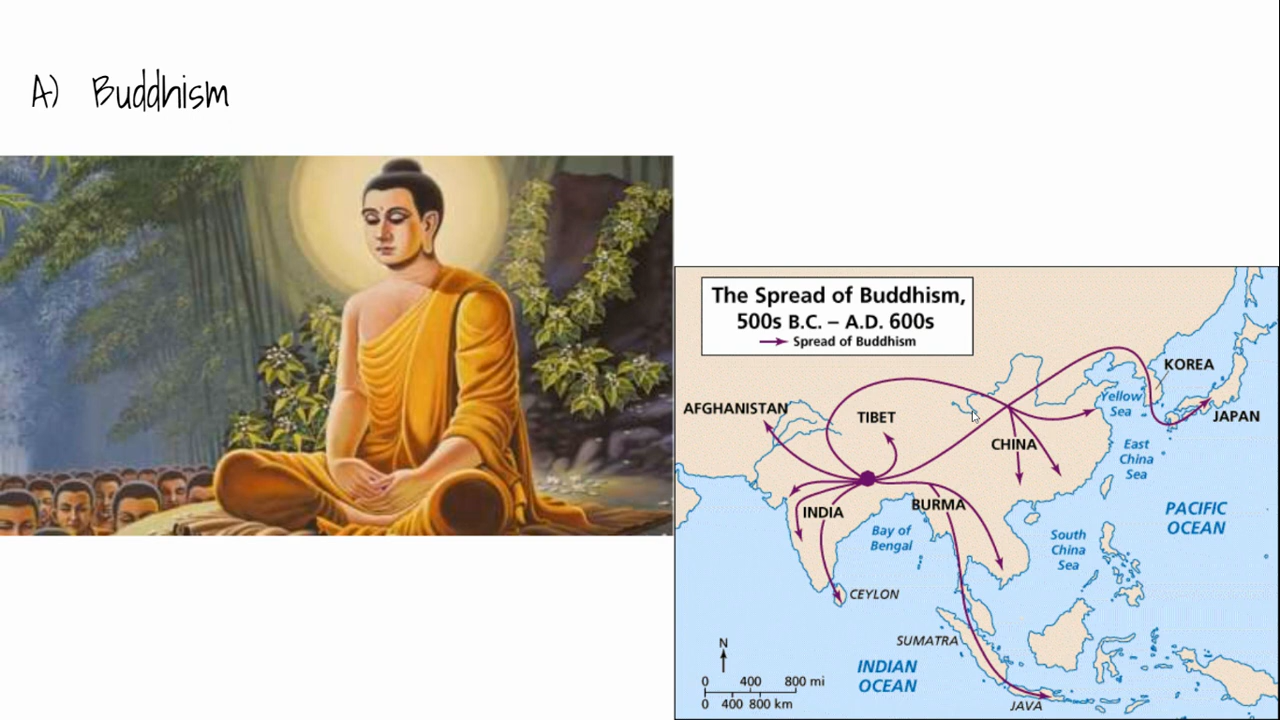 A) Buddhism
The Spread of Buddhism,
500s B.C. – A.D. 600s
Spread of Buddhism
KOREA
AFGHANISTAN
TIBET
Yellow
Sea
JAPAN
CHINA
East
China
Sea
INDIA
BURMA
PACIFIC
OCEAN
Bay of
Bengal
South
China
Sea
CEYLON
SUMATRA
N
INDIAN
OCEAN
0 400 800 mi
0 400 800 km
JAVA